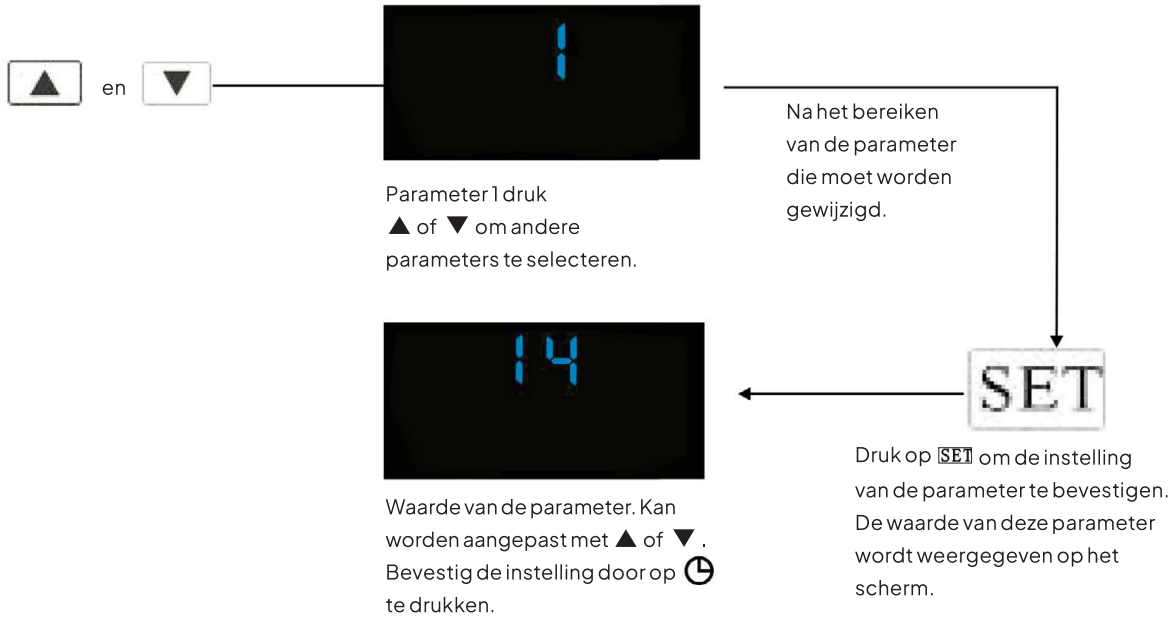 en
1
Parameter 1 druk
▲ of ▼ om andere
parameters te selecteren.
Na het bereiken
van de parameter
die moet worden
gewijzigd.
SET
Druk op SET om de instelling
van de parameter te bevestigen.
De waarde van deze parameter
wordt weergegeven op het
scherm.
14
Waarde van de parameter. Kan
worden aangepast met ▲ of ▼ .
Bevestig de instelling door op
te drukken.